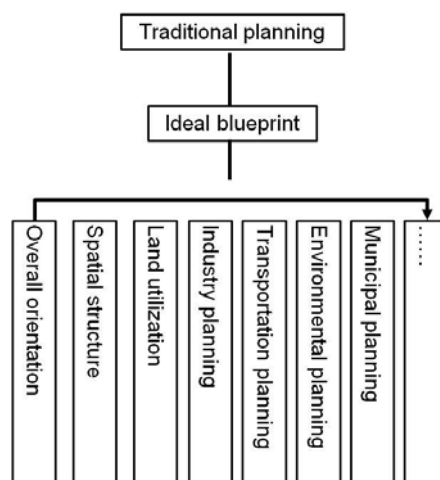 Traditional planning
Ideal blueprint
Overall orientation
Spatial structure
Land utilization
Industry planning
Transportation planning
Environmental planning
Municipal planning
......